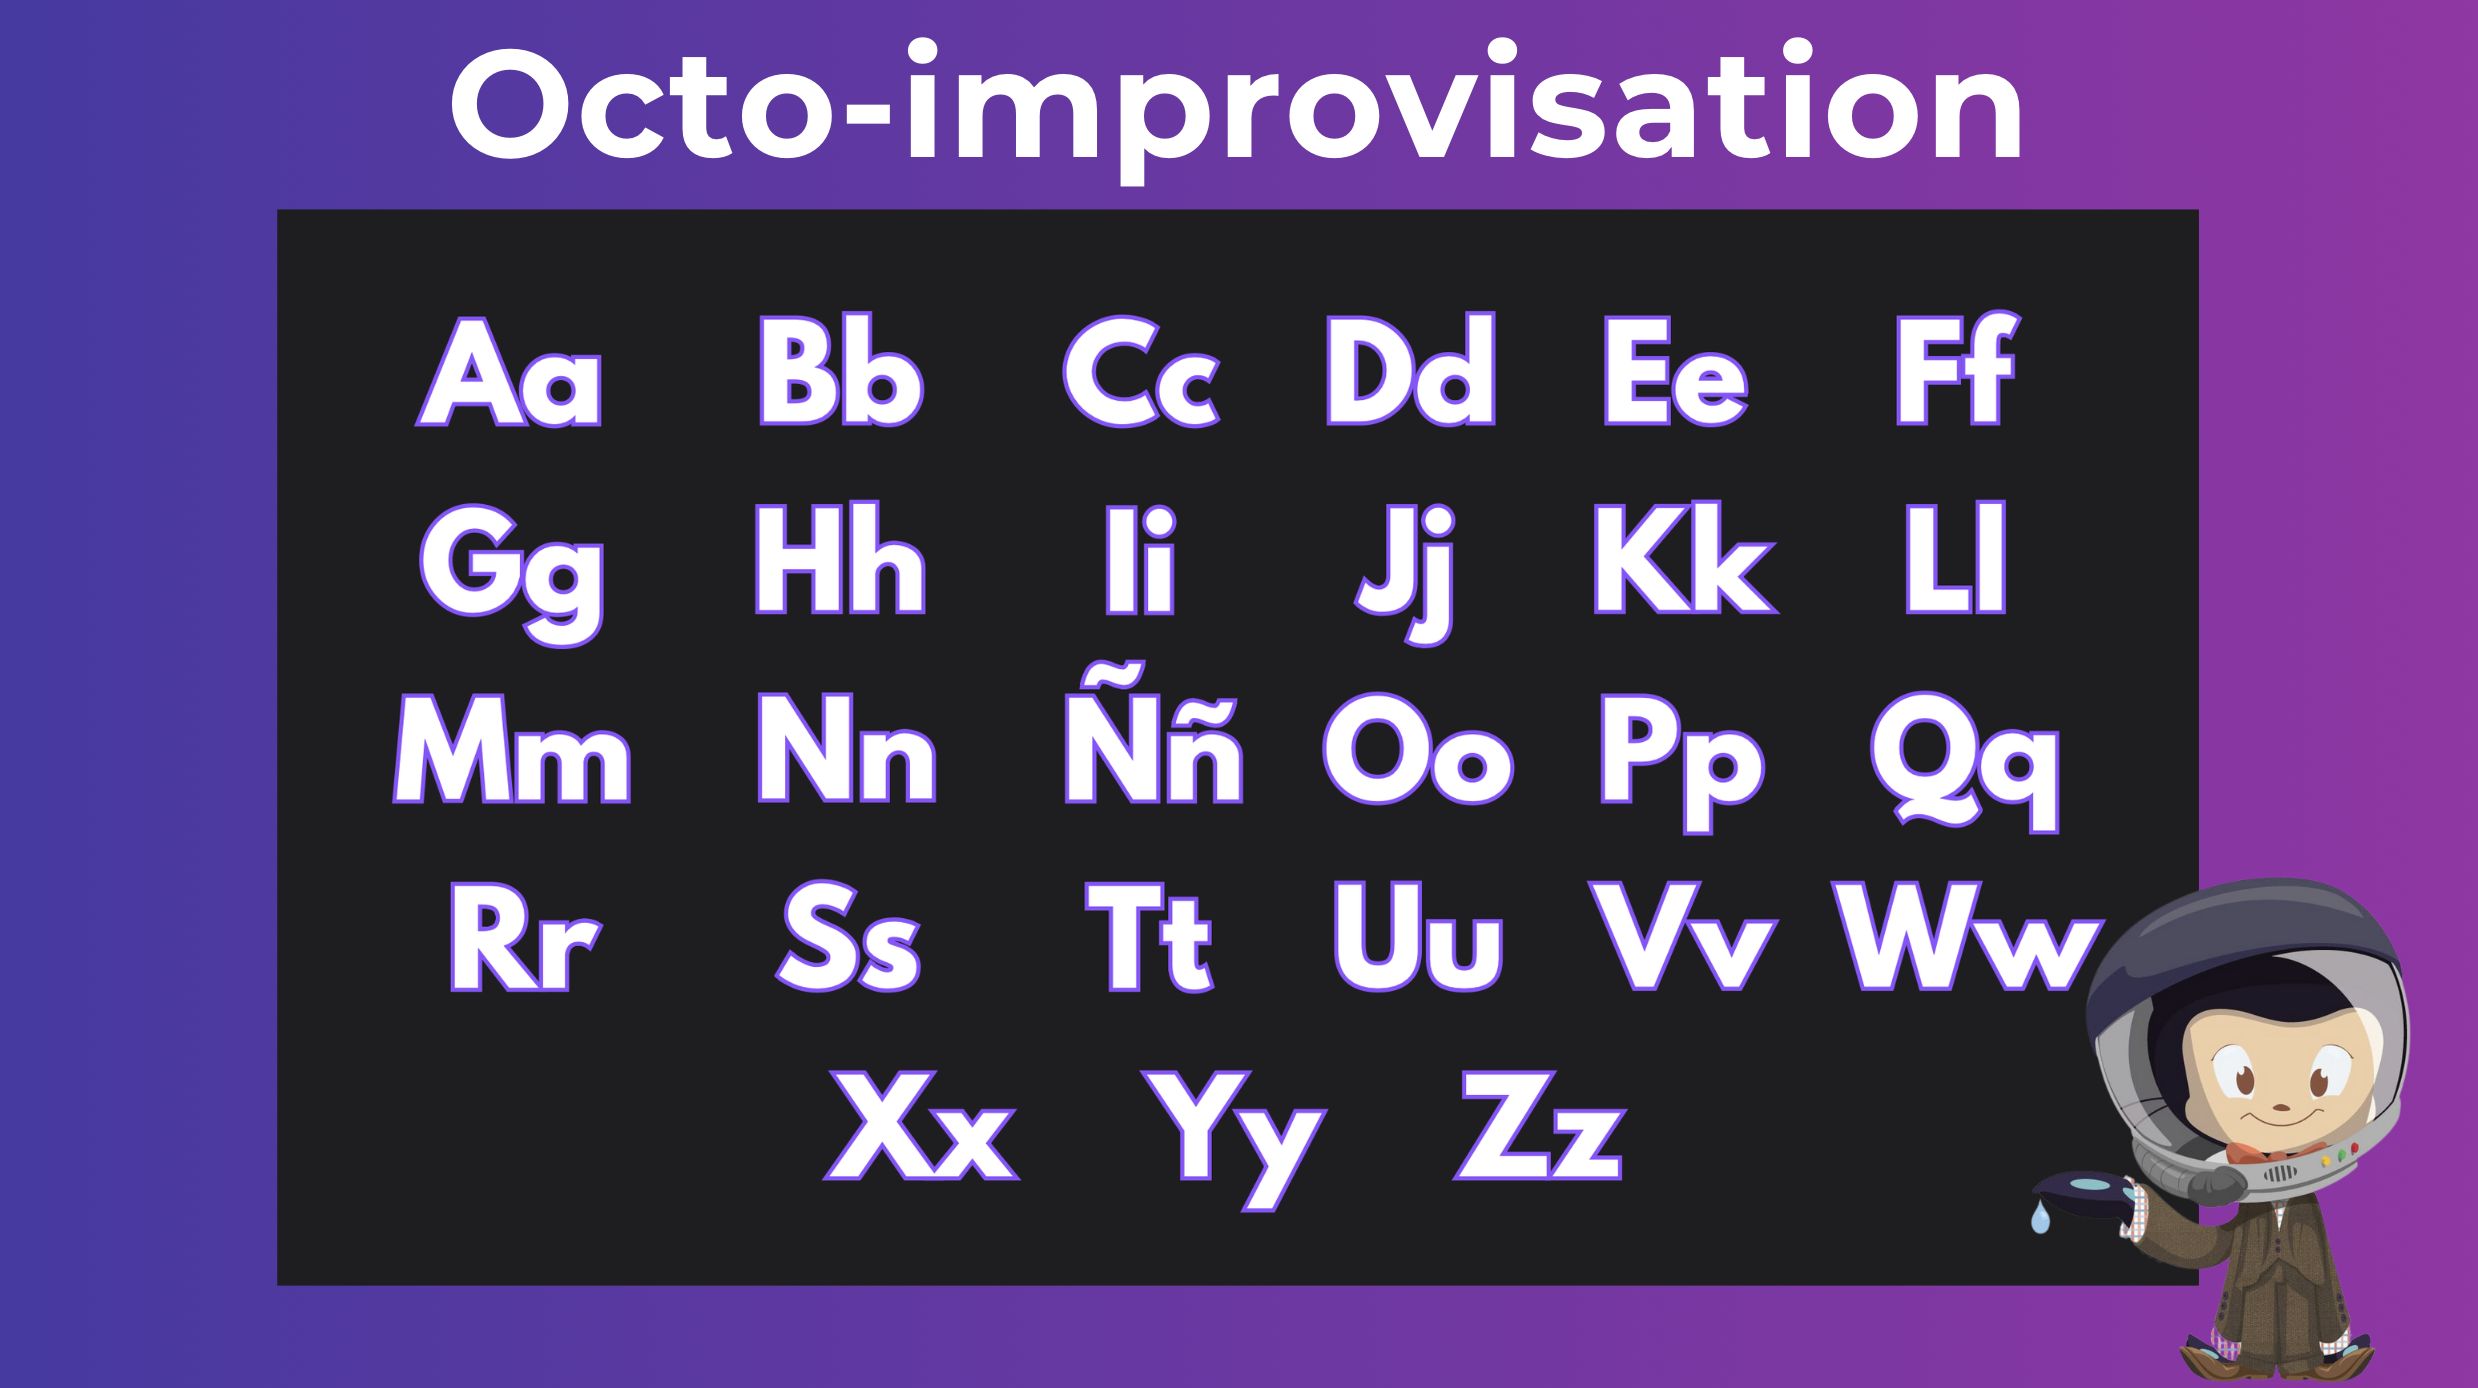 Octo-improvisation
Aa Bb Cc Dd Ee Ff
Gg Hh Ii Jj Kk Ll
Mm Nn Ññ Oo Pp Qq
Rr Ss Tt Uu Vv Ww
Xx Yy Zz